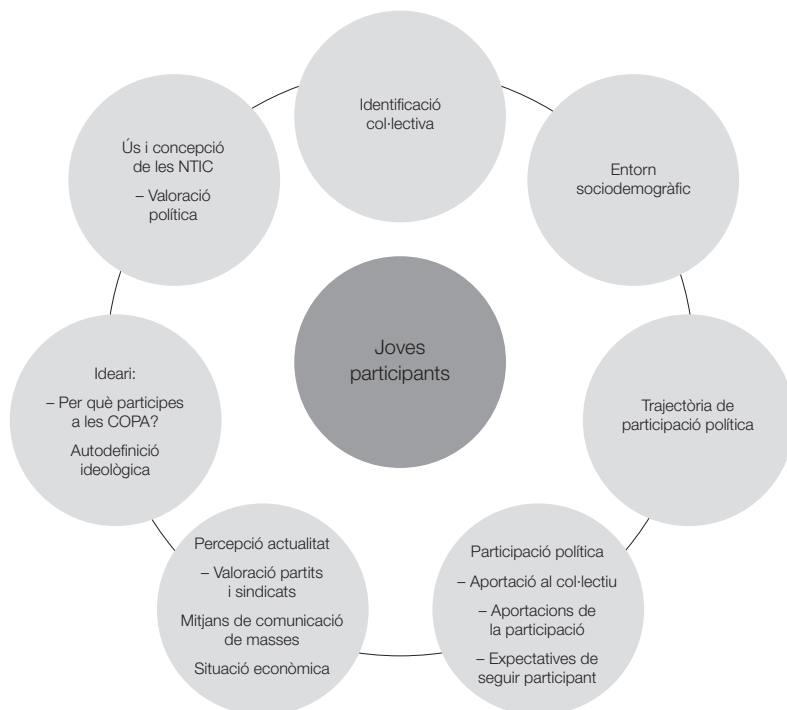 Identificació
col·lectiva
Entorn
sociodemogràfic
Trajectòria de
participació política
Participació política
– Aportació al col·lectiu
– Aportacions de
la participació
– Expectatives de
seguir participant
Percepció actualitat
– Valoració partits
i sindicats
Mitjans de comunicació
de masses
Situació econòmica
Ideari:
– Per què participes
a les COPA?
Autodefinició
ideològica
Ús i concepció
de les NTIC
– Valoració
política
Joves
participants